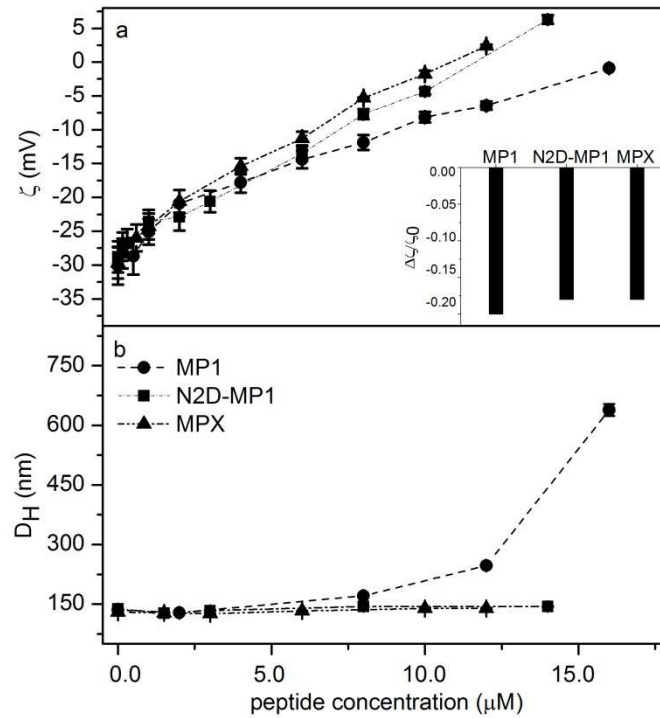 a
5
0
-5
-10
-15
-20
-25
-30
-35
ζ (mV)
MP1 N2D-MP1 MPX
0.00
-0.05
-0.10
-0.15
-0.20
Δζ/ζ0
b
MP1
N2D-MP1
MPX
750
600
450
300
150
DH (nm)
0.0 5.0 10.0 15.0
peptide concentration (μM)